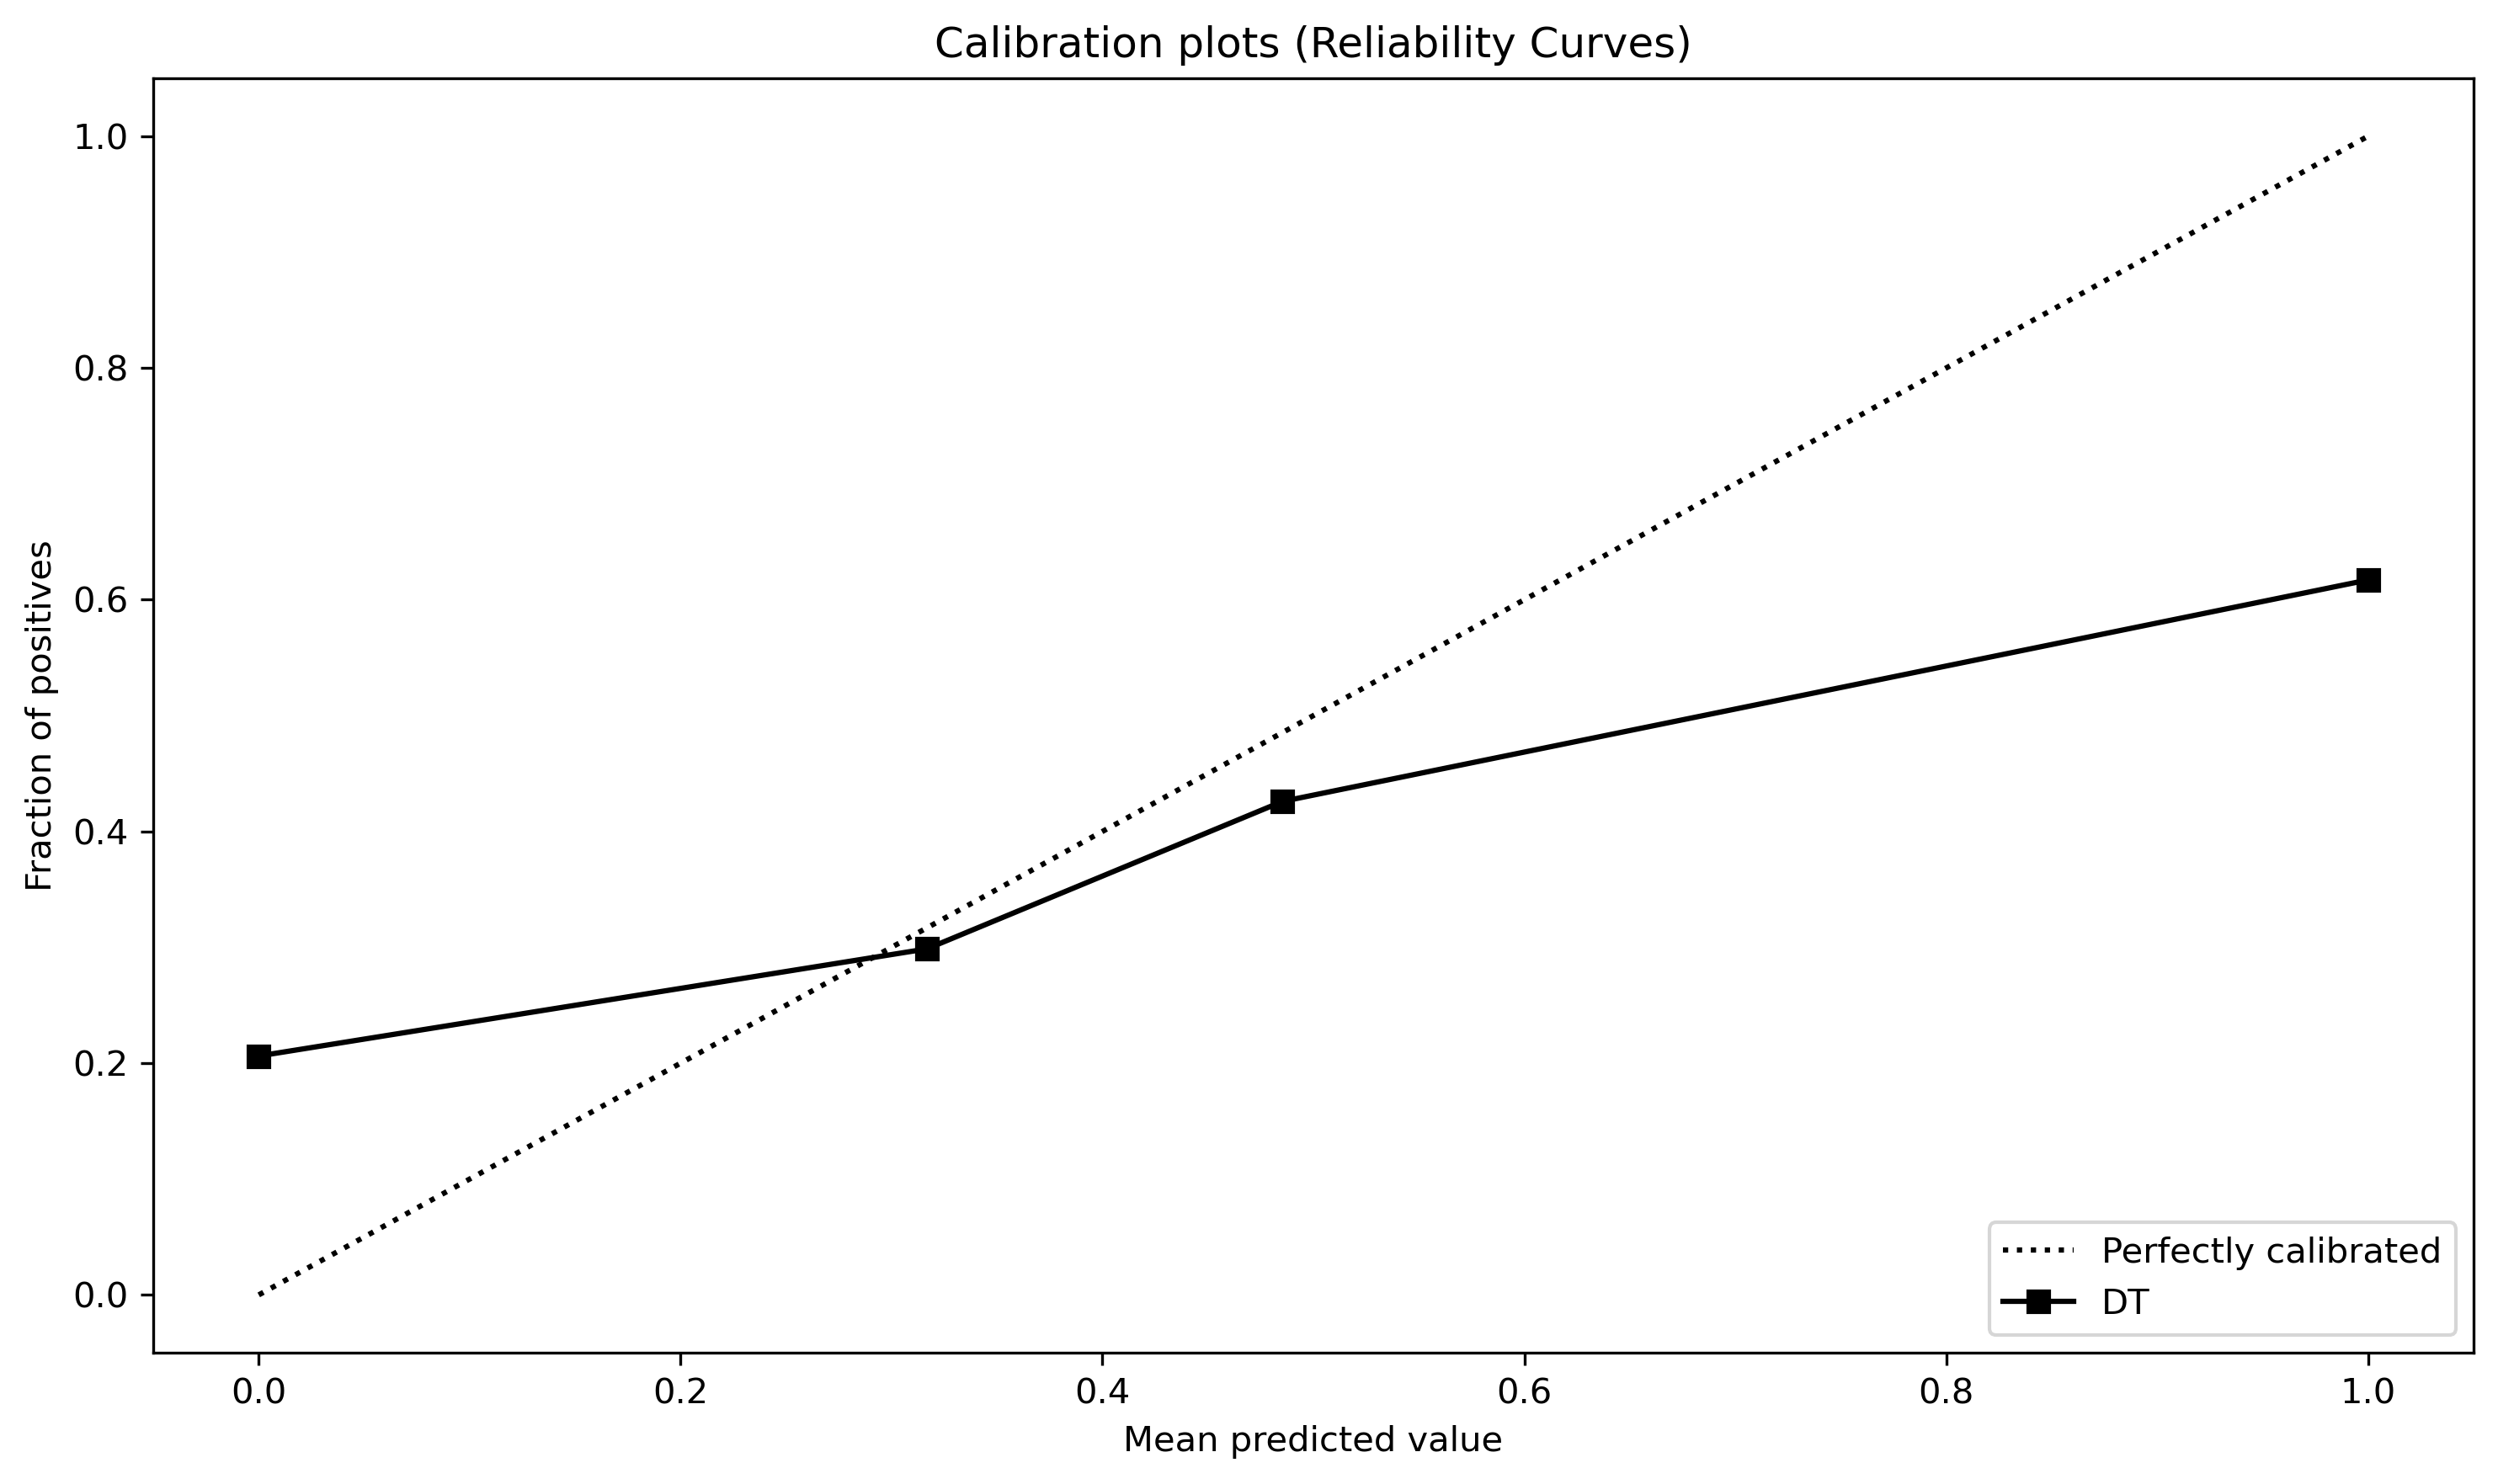 Calibration plots (Reliability Curves)
Fraction of positives
1.0
0.8
0.6
0.4
0.2
0.0
0.0 0.2 0.4 0.6 0.8 1.0
Mean predicted value
Perfectly calibrated
DT